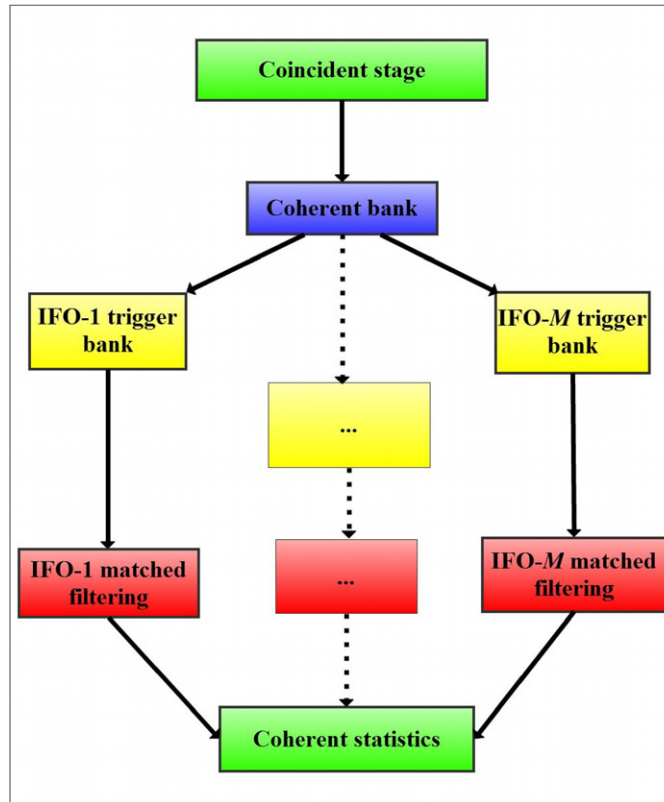 Coincident stage
Coherent bank
IFO-1 trigger
bank
IFO-M trigger
bank
...
IFO-1 matched
filtering
...
IFO-M matched
filtering
Coherent statistics